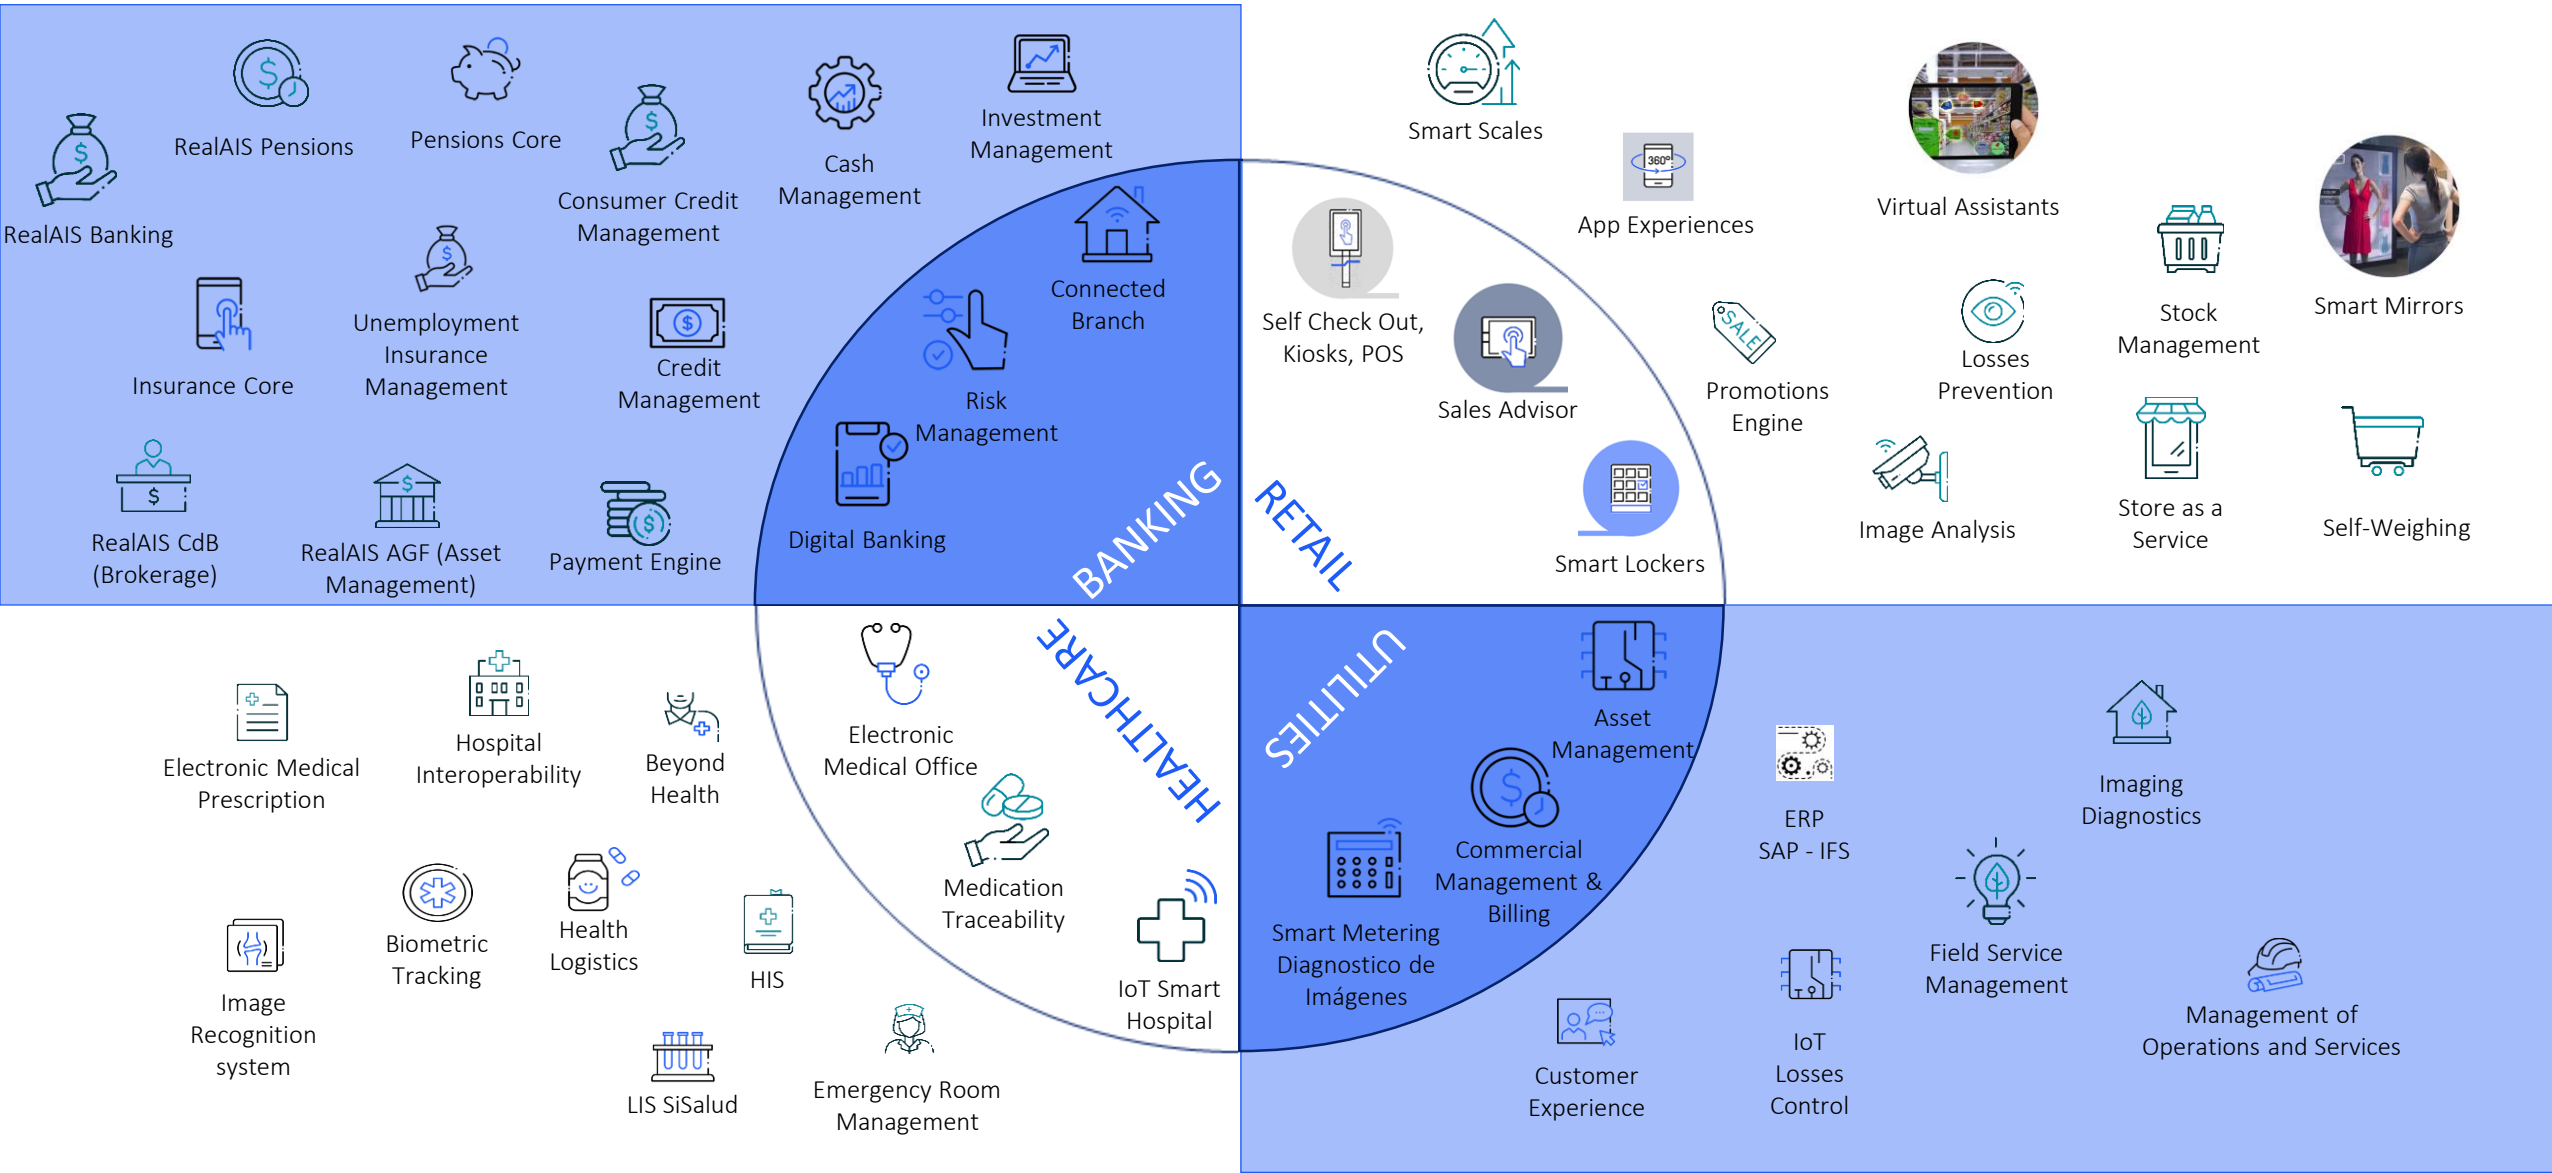 RealAIS Banking
RealAIS Pensions
Pensions Core
Consumer Credit
Management
Cash
Management
Investment
Management
Insurance Core
Unemployment
Insurance
Management
Credit
Management
RealAIS CdB
(Brokerage)
RealAIS AGF (Asset
Management)
Payment Engine
Connected
Branch
Risk
Management
Digital Banking
BANKING
RETAIL
Self Check Out,
Kiosks, POS
Sales Advisor
Smart Lockers
Smart Scales
360°
App Experiences
Virtual Assistants
Smart Mirrors
SALE
Promotions
Engine
Losses
Prevention
Stock
Management
Image Analysis
Store as a
Service
Self-Weighing
HEALTHCARE
Electronic
Medical Office
Medication
Traceability
IoT Smart
Hospital
Electronic Medical
Prescription
Hospital
Interoperability
Beyond
Health
Image
Recognition
system
Biometric
Tracking
Health
Logistics
HIS
LIS SiSalud
Emergency Room
Management
UTILITIES
Asset
Management
Commercial
Management &
Billing
Smart Metering
Diagnostico de
Imágenes
ERP
SAP - IFS
Imaging
Diagnostics
Field Service
Management
Customer
Experience
IoT
Losses
Control
Management of
Operations and Services